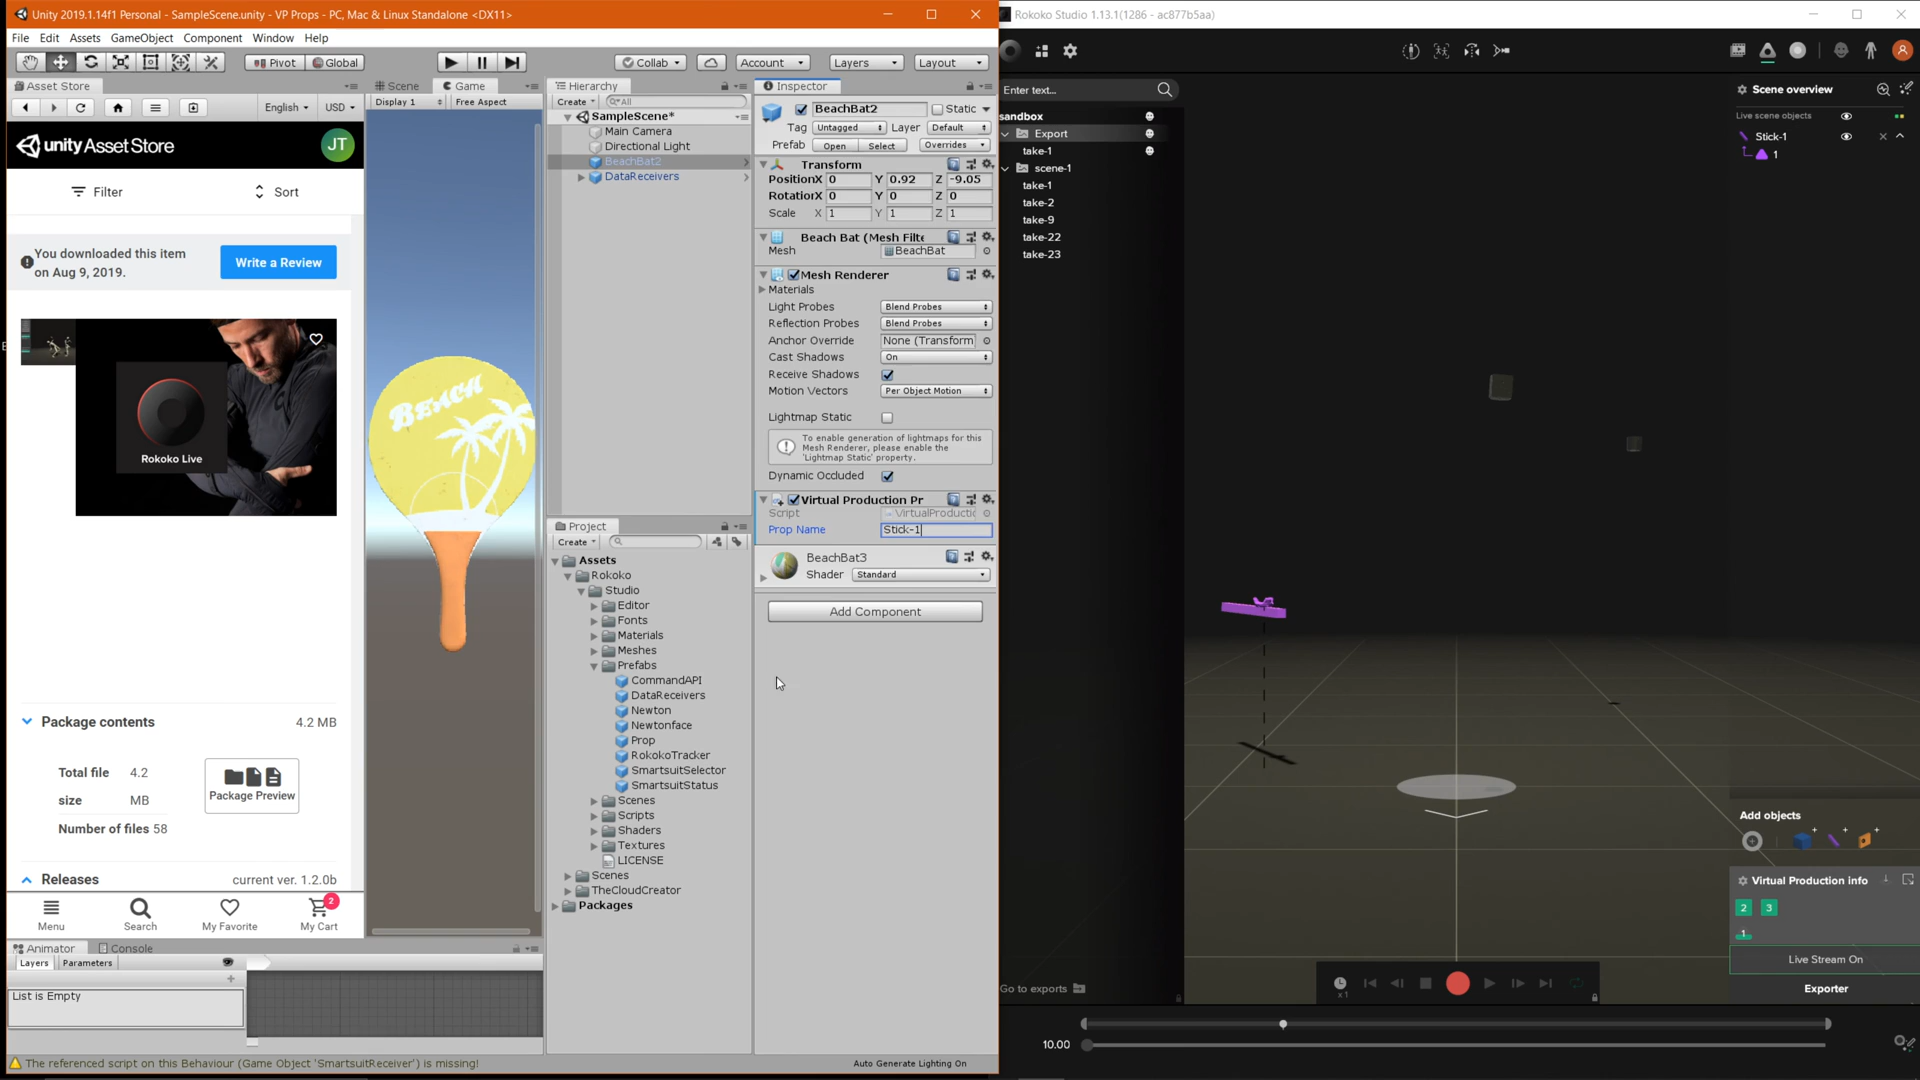 Unity 2019.1.14f1 Personal - SampleScene.unity - VP Props - PC, Mac & Linux Standalone <DX11>
File Edit Assets GameObject Component Window Help
Pivot Global
Collab Account Layers Layout
Asset Store
English USD
unity Asset Store
JT
Filter Sort
You downloaded this item
on Aug 9, 2019.
Write a Review
Rokoko Live
Package contents 4.2 MB
Total file 4.2
size MB
Number of files 58
Package Preview
Releases current ver. 1.2.0b
2
Menu Search My Favorite My Cart
Scene Game
Display 1 Free Aspect
BEACH
Animator Console
Layers Parameters
List is Empty
The referenced script on this Behaviour (Game Object 'SmartsuitReceiver') is missing!
Auto Generate Lighting On
Hierarchy
Create All
SampleScene*
Main Camera
Directional Light
BeachBat2
DataReceivers
Project
Create
Assets
Rokoko
Studio
Editor
Fonts
Materials
Meshes
Prefabs
CommandAPI
DataReceivers
Newton
Newtonface
Prop
RokokoTracker
SmartsuitSelector
SmartsuitStatus
Scenes
Scripts
Shaders
Textures
LICENSE
Scenes
TheCloudCreator
Packages
Inspector
BeachBat2 Static
Tag Untagged Layer Default
Prefab Open Select Overrides
Transform
Position X 0 Y 0.92 Z -9.05
Rotation X 0 Y 0 Z 0
Scale X 1 Y 1 Z 1
Beach Bat (Mesh Filte
Mesh BeachBat
Mesh Renderer
Materials
Light Probes Blend Probes
Reflection Probes Blend Probes
Anchor Override None (Transform
Cast Shadows On
Receive Shadows
Motion Vectors Per Object Motion
Lightmap Static
To enable generation of lightmaps for this
Mesh Renderer, please enable the
'Lightmap Static' property.
Dynamic Occluded
Virtual Production Pr
Script VirtualProductic
Prop Name Stick-1
BeachBat3
Shader Standard
Add Component
Rokoko Studio 1.13.1(1286 - ac877b5aa)
Enter text...
sandbox
Export
take-1
scene-1
take-1
take-2
take-9
take-22
take-23
Go to exports
x1
10.00
Scene overview
Live scene objects
Stick-1
1
Add objects
Virtual Production info
2 3
1
Live Stream On
Exporter